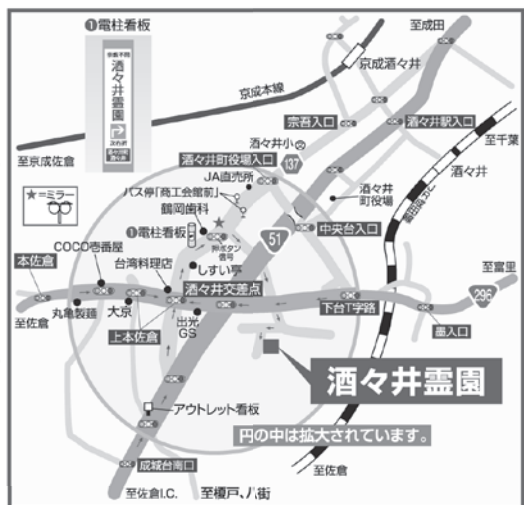 ❶電柱看板
酒々井霊園
至成田
京成酒々井
京成本線
宗吾入口
酒々井駅入口
至京成佐倉
酒々井小
酒々井町役場入口
137
至千葉
酒々井
JA直売所
酒々井
町役場
★=ミラー
バス停「商工会館前」
鶴岡歯科
❶電柱看板
押ボタン
信号
51
中央台入口
COCO壱番屋
しすい亭
本佐倉
台湾料理店
酒々井交差点
至富里
296
至佐倉
丸亀製麺
大京
上本佐倉
出光
GS
下台T字路
墨入口
酒々井霊園
アウトレット看板
円の中は拡大されています。
成城台南口
至佐倉
至佐倉I.C.
至榎戸、八街